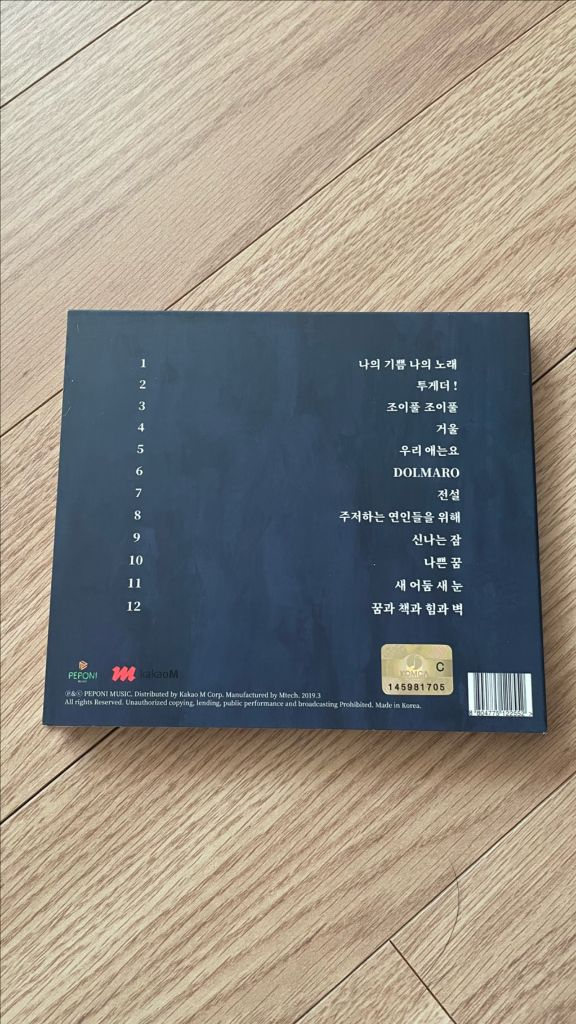 1 나의 기쁨 나의 노래
2 투게더 !
3 조이풀 조이풀
4 거울
5 우리 애는요
6 DOLMARO
7 전설
8 주저하는 연인들을 위해
9 신나는 잠
10 나쁜 꿈
11 새 어둠 새 눈
12 꿈과 책과 힘과 벽
PEPONI
MUSIC
m kakaoM
KOMCA C
145981705
℗&© PEPONI MUSIC, Distributed by Kakao M Corp. Manufactured by Mtech. 2019.3
All rights Reserved. Unauthorized copying, lending, public performance and broadcasting Prohibited. Made in Korea.